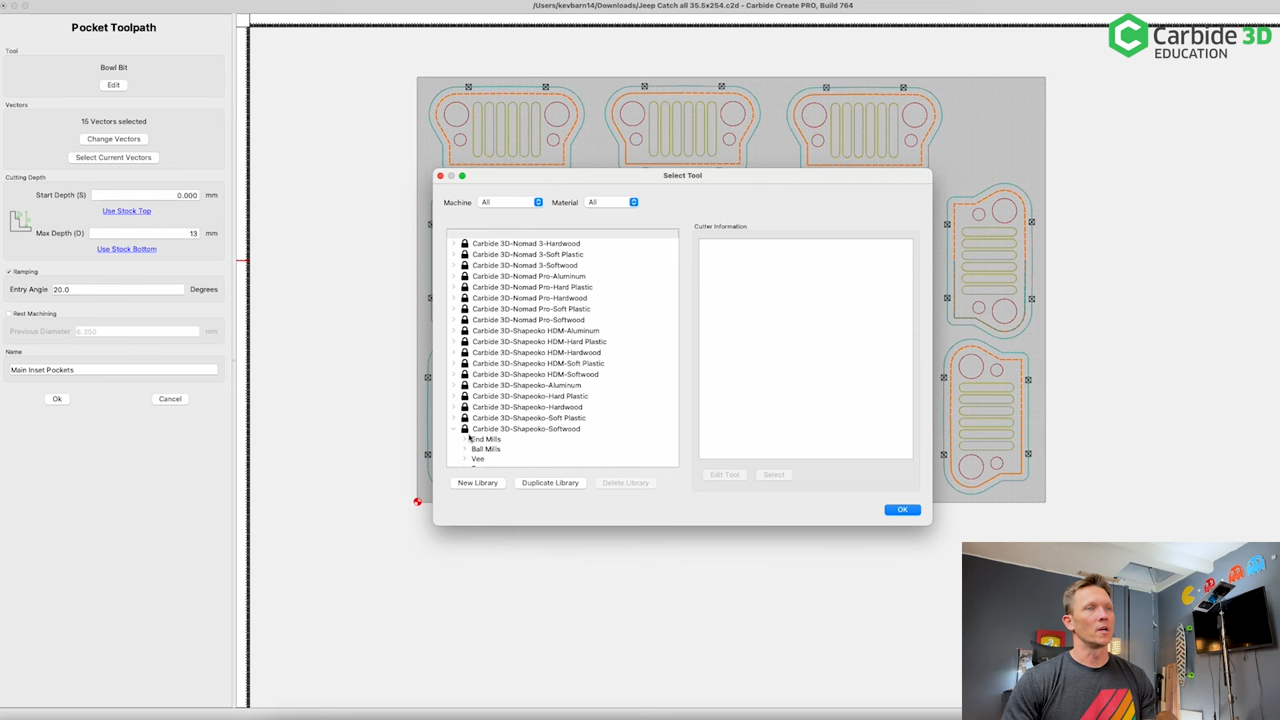 /Users/kevbarn14/Downloads/Jeep Catch all 35.5x254.c2d - Carbide Create PRO, Build 764
Carbide 3D
EDUCATION
Pocket Toolpath
Tool
Bowl Bit
Edit
Vectors
15 Vectors selected
Change Vectors
Select Current Vectors
Cutting Depth
Start Depth (S) 0.000 mm
Use Stock Top
Max Depth (D) 13 mm
Use Stock Bottom
Ramping
Entry Angle 20.0 Degrees
Rest Machining
Previous Diameter: 6.350 mm
Name
Main Inset Pockets
Ok Cancel
Select Tool
Machine All Material All
Carbide 3D-Nomad 3-Hardwood
Carbide 3D-Nomad 3-Soft Plastic
Carbide 3D-Nomad 3-Softwood
Carbide 3D-Nomad Pro-Aluminum
Carbide 3D-Nomad Pro-Hard Plastic
Carbide 3D-Nomad Pro-Hardwood
Carbide 3D-Nomad Pro-Soft Plastic
Carbide 3D-Nomad Pro-Softwood
Carbide 3D-Shapeoko HDM-Aluminum
Carbide 3D-Shapeoko HDM-Hard Plastic
Carbide 3D-Shapeoko HDM-Hardwood
Carbide 3D-Shapeoko HDM-Soft Plastic
Carbide 3D-Shapeoko HDM-Softwood
Carbide 3D-Shapeoko-Aluminum
Carbide 3D-Shapeoko-Hard Plastic
Carbide 3D-Shapeoko-Hardwood
Carbide 3D-Shapeoko-Soft Plastic
Carbide 3D-Shapeoko-Softwood
End Mills
Ball Mills
Vee
New Library Duplicate Library Delete Library
Cutter Information
Edit Tool Select
OK